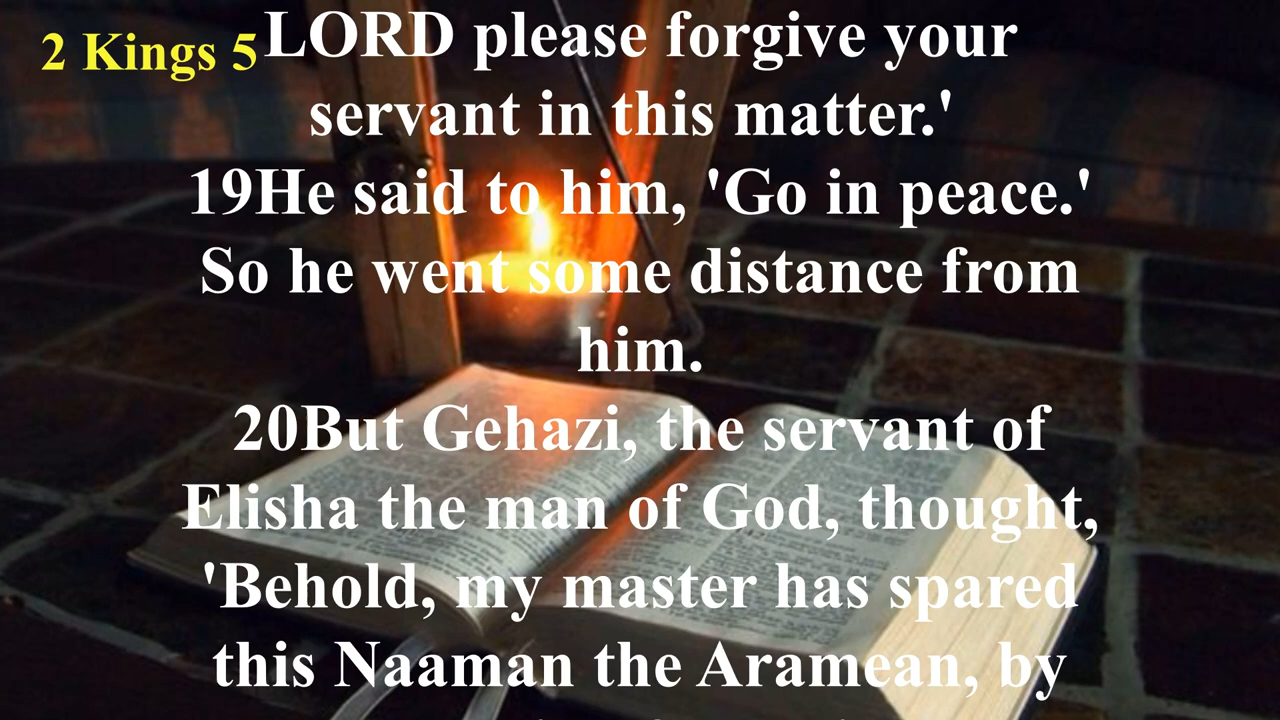 2 Kings 5
LORD please forgive your
servant in this matter.'
19He said to him, 'Go in peace.'
So he went some distance from
him.
20But Gehazi, the servant of
Elisha the man of God, thought,
'Behold, my master has spared
this Naaman the Aramean, by